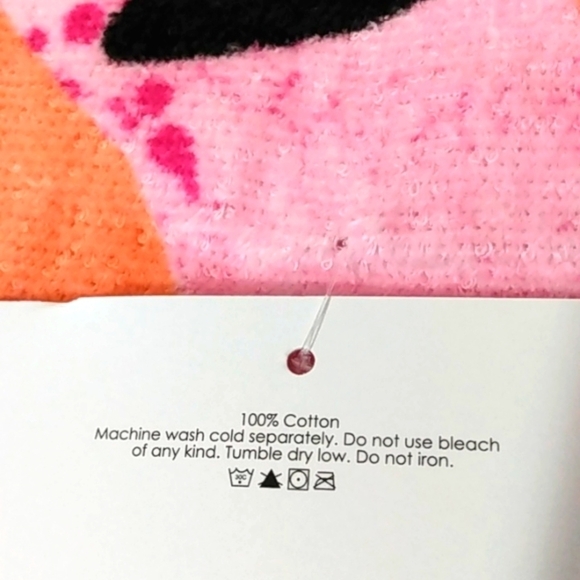 100% Cotton
Machine wash cold separately. Do not use bleach
of any kind. Tumble dry low. Do not iron.
30C